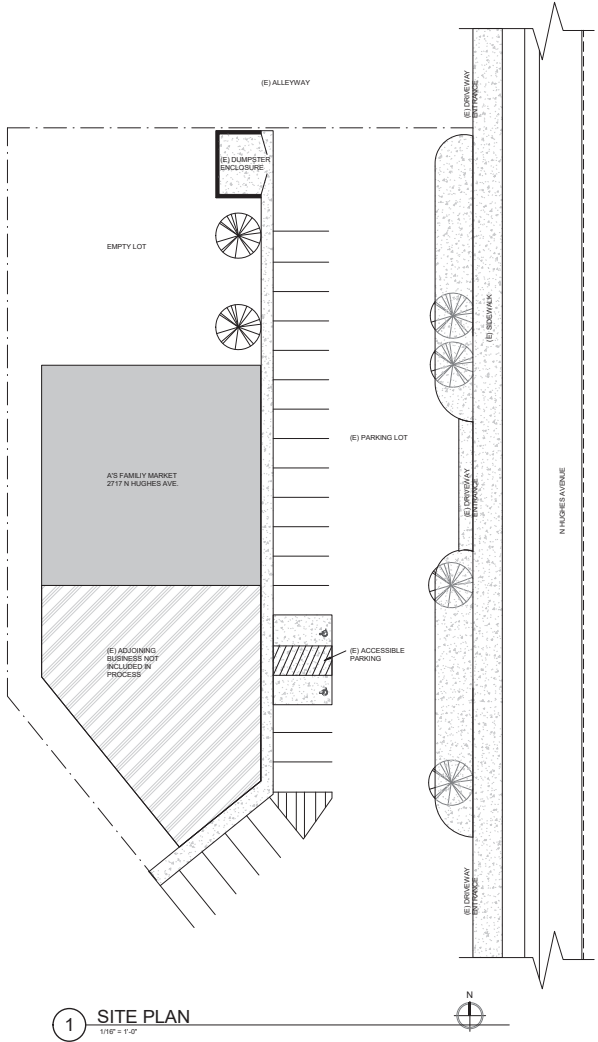 (E) ALLEYWAY
(E) DRIVEWAY
ENTRANCE
(E) DUMPSTER
ENCLOSURE
EMPTY LOT
(E) SIDEWALK
(E) PARKING LOT
A'S FAMILIY MARKET
2717 N HUGHES AVE.
(E) DRIVEWAY
ENTRANCE
N HUGHES AVENUE
(E) ADJOINING
BUSINESS NOT
INCLUDED IN
PROCESS
(E) ACCESSIBLE
PARKING
(E) DRIVEWAY
ENTRANCE
N
1
SITE PLAN
1/16" = 1'-0"